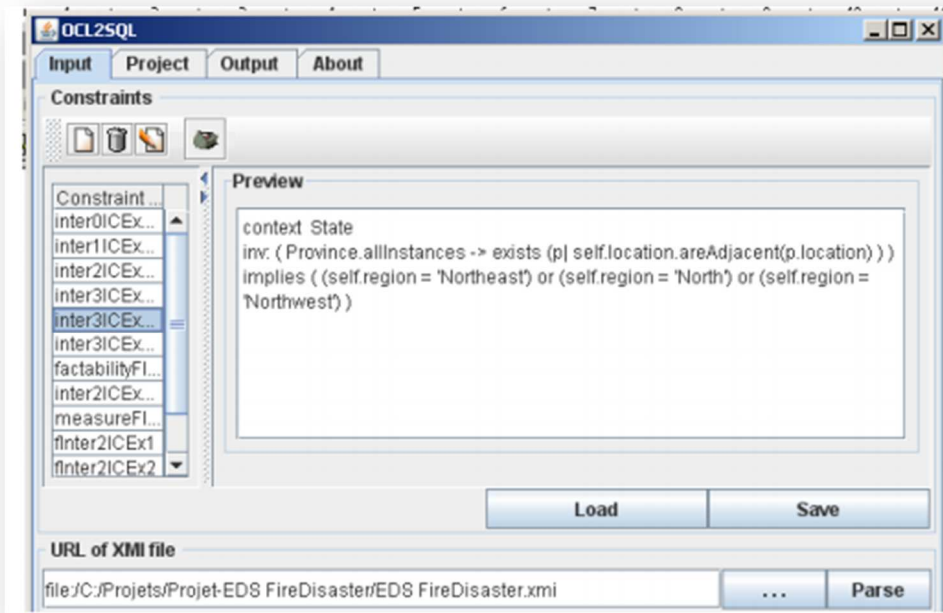 OCL2SQL
Input Project Output About
Constraints
Preview
Constraint ...
inter0ICEx...
inter1ICEx...
inter2ICEx...
inter3ICEx...
inter3ICEx...
inter3ICEx...
factabilityFI...
inter2ICEx...
measureFI...
fInter2ICEx1
fInter2ICEx2
context State
inv: ( Province.allInstances -> exists (p| self.location.areAdjacent(p.location) ) )
implies ( (self.region = 'Northeast') or (self.region = 'North') or (self.region =
'Northwest') )
Load Save
URL of XMI file
file:/C:/Projets/Projet-EDS FireDisaster/EDS FireDisaster.xmi ... Parse